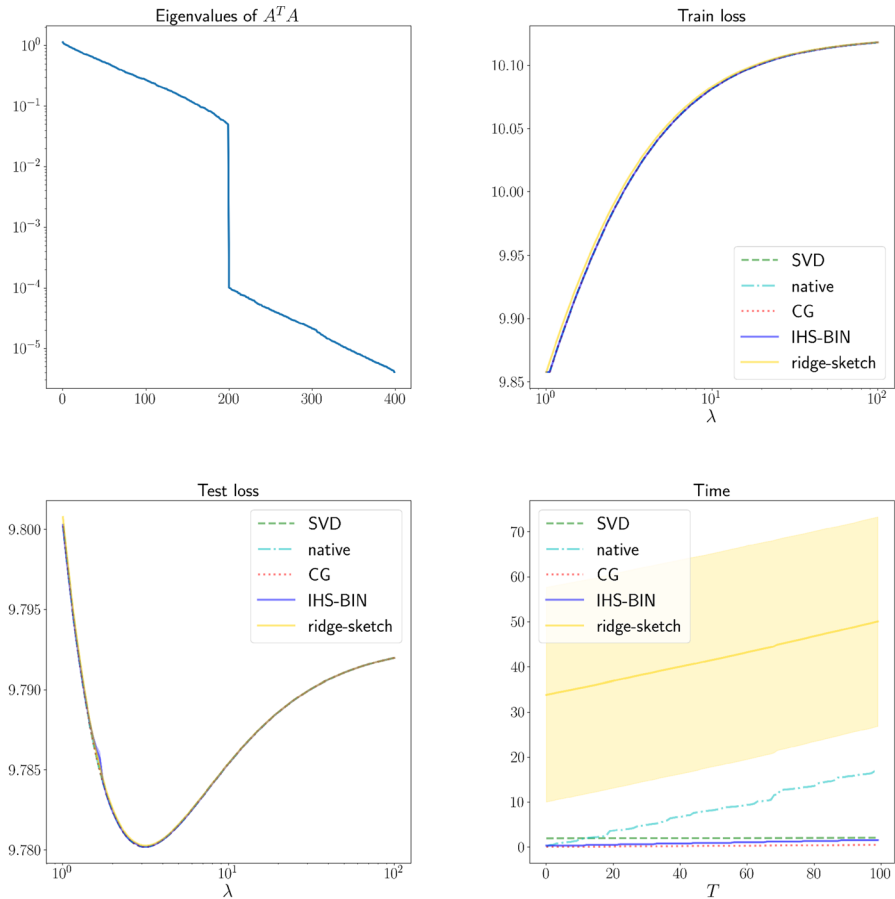 Eigenvalues of A^T A
10^0
10^-1
10^-2
10^-3
10^-4
10^-5
0 100 200 300 400
Train loss
10.10
10.05
10.00
9.95
9.90
9.85
SVD
native
CG
IHS-BIN
ridge-sketch
10^0 10^1 10^2
λ
Test loss
9.800
9.795
9.790
9.785
9.780
SVD
native
CG
IHS-BIN
ridge-sketch
10^0 10^1 10^2
λ
Time
70
60
50
40
30
20
10
0
SVD
native
CG
IHS-BIN
ridge-sketch
0 20 40 60 80 100
T